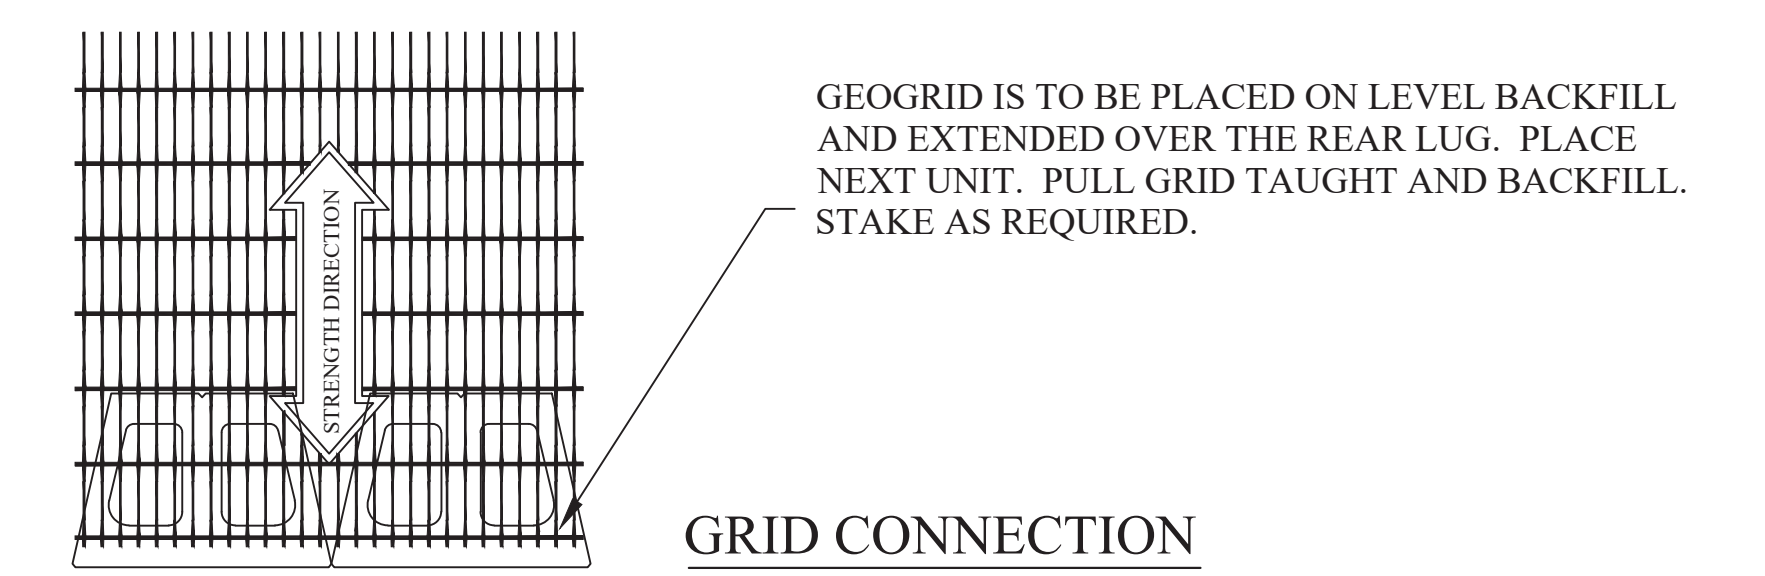 GEOGRID IS TO BE PLACED ON LEVEL BACKFILL
AND EXTENDED OVER THE REAR LUG. PLACE
NEXT UNIT. PULL GRID TAUGHT AND BACKFILL.
STAKE AS REQUIRED.
STRENGTH DIRECTION
GRID CONNECTION